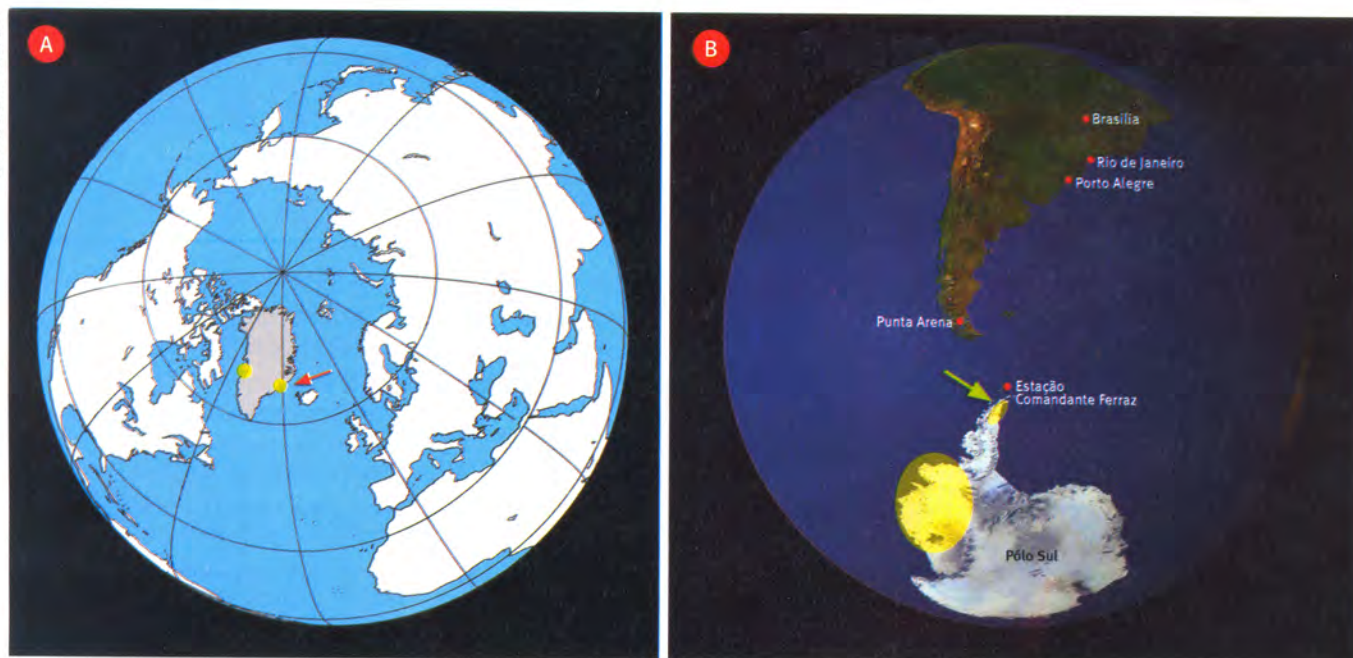 A
B
Brasília
Rio de Janeiro
Porto Alegre
Punta Arena
Estação
Comandante Ferraz
Pólo Sul